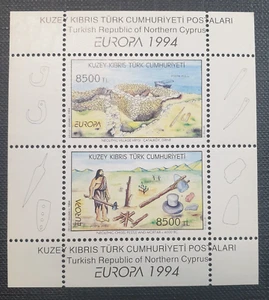 KUZEY KIBRIS TÜRK CUMHURİYETİ POSTALARI
Turkish Republic of Northern Cyprus
EUROPA 1994
KUZEY KIBRIS TÜRK CUMHURİYETİ
8500 TL
EUROPA
KUZEY KIBRIS TÜRK CUMHURİYETİ
EUROPA
8500 TL
KUZEY KIBRIS TÜRK CUMHURİYETİ POSTALARI
Turkish Republic of Northern Cyprus
EUROPA 1994